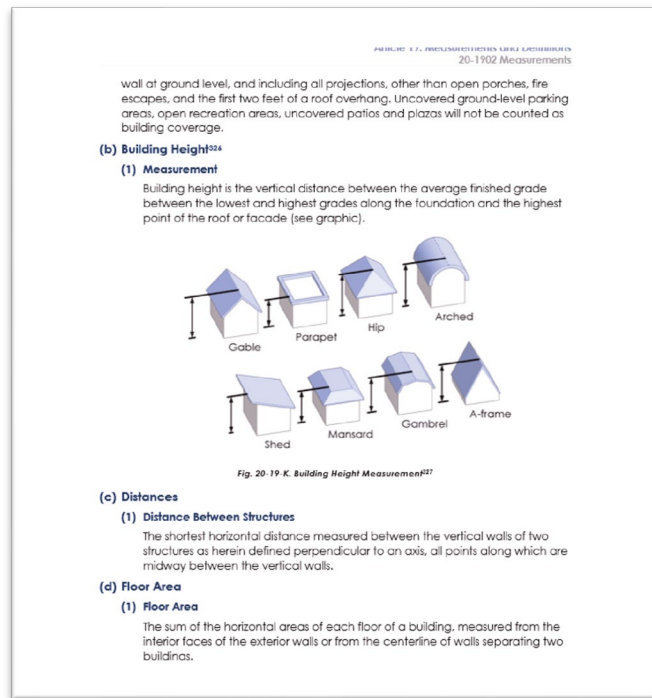 Article 19. Measurements and Definitions
20-1902 Measurements
wall at ground level, and including all projections, other than open porches, fire
escapes, and the first two feet of a roof overhang. Uncovered ground-level parking
areas, open recreation areas, uncovered patios and plazas will not be counted as
building coverage.
(b) Building Height
(1) Measurement
Building height is the vertical distance between the average finished grade
between the lowest and highest grades along the foundation and the highest
point of the roof or facade (see graphic).
Gable
Parapet
Hip
Arched
Shed
Mansard
Gambrel
A-frame
Fig. 20-19-K. Building Height Measurement
(c) Distances
(1) Distance Between Structures
The shortest horizontal distance measured between the vertical walls of two
structures as herein defined perpendicular to an axis, all points along which are
midway between the vertical walls.
(d) Floor Area
(1) Floor Area
The sum of the horizontal areas of each floor of a building, measured from the
interior faces of the exterior walls or from the centerline of walls separating two
buildings.